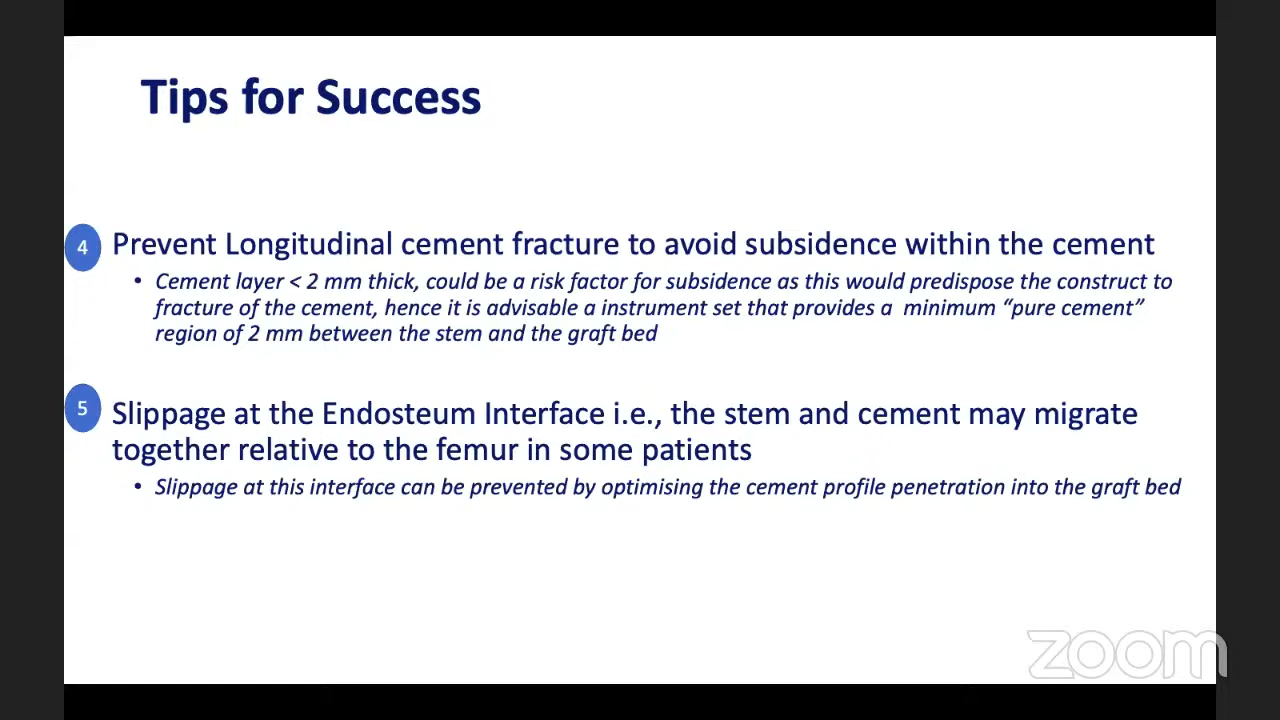 Tips for Success
4 Prevent Longitudinal cement fracture to avoid subsidence within the cement
• Cement layer < 2 mm thick, could be a risk factor for subsidence as this would predispose the construct to
fracture of the cement, hence it is advisable a instrument set that provides a minimum “pure cement”
region of 2 mm between the stem and the graft bed
5 Slippage at the Endosteum Interface i.e., the stem and cement may migrate
together relative to the femur in some patients
• Slippage at this interface can be prevented by optimising the cement profile penetration into the graft bed
zoom